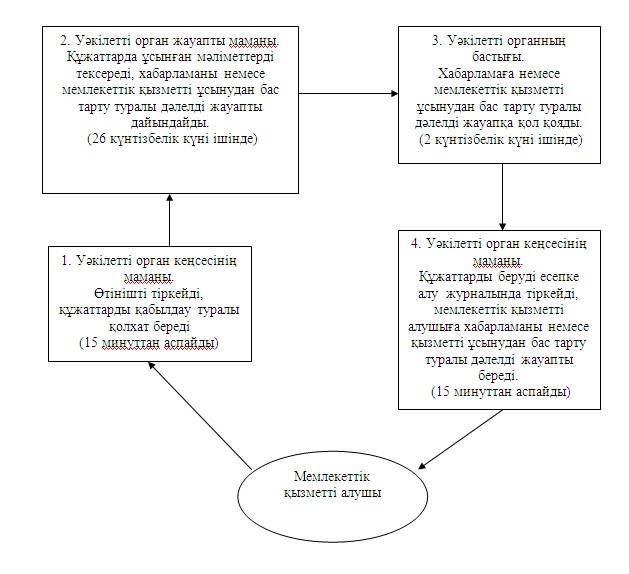 2. Уәкілетті орган жауапты маманы.
Құжаттарда ұсынған мәліметтерді
тексереді, хабарламаны немесе
мемлекеттік қызметті ұсынудан бас
тарту туралы дәлелді жауапты
дайындайды.
(26 күнтізбелік күні ішінде)
3. Уәкілетті органның
бастығы.
Хабарламаға немесе
мемлекеттік қызметті
ұсынудан бас тарту туралы
дәлелді жауапқа қол қояды.
(2 күнтізбелік күні ішінде)
1. Уәкілетті орган кеңсесінің
маманы.
Өтінішті тіркейді,
құжаттарды қабылдау туралы
қолхат береді
(15 минуттан аспайды)
4. Уәкілетті орган кеңсесінің
маманы.
Құжаттарды беруді есепке
алу журналында тіркейді,
мемлекеттік қызметті
алушыға хабарламаны немесе
қызметті ұсынудан бас тарту
туралы дәлелді жауапты
береді.
(15 минуттан аспайды)
Мемлекеттік
қызметті алушы